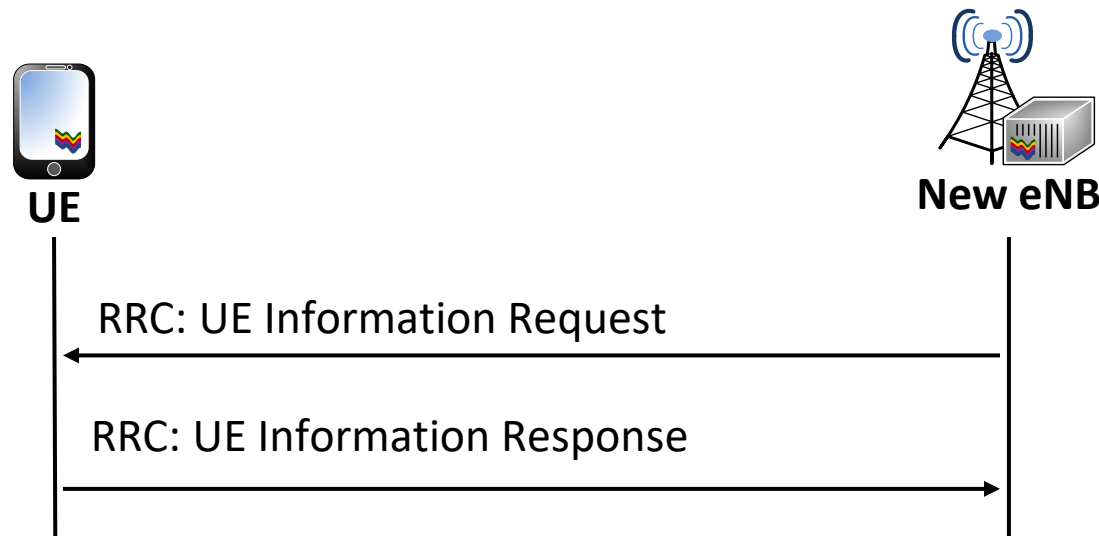 UE
New eNB
RRC: UE Information Request
RRC: UE Information Response